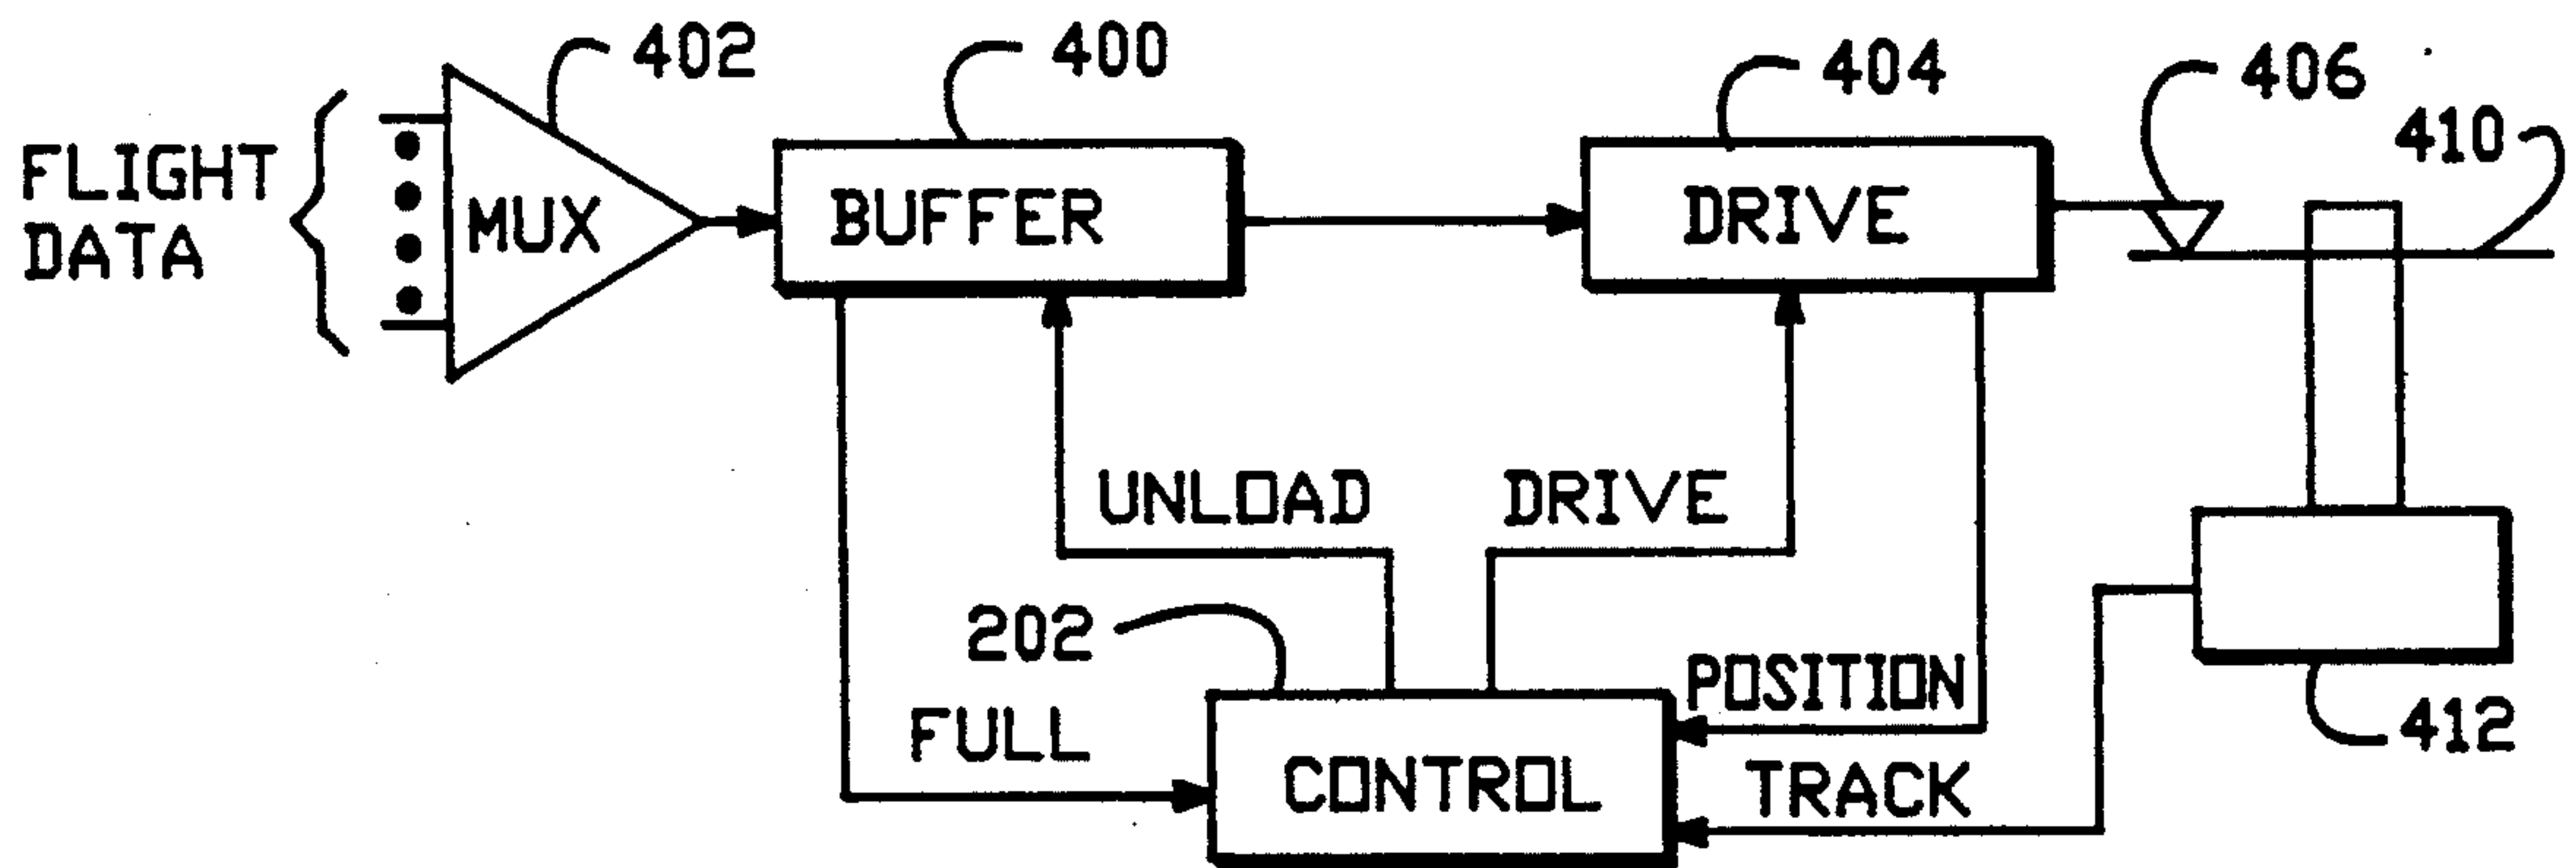 402
400
404
406
410
FLIGHT
DATA
MUX
BUFFER
DRIVE
UNLOAD
DRIVE
202
POSITION
FULL
412
CONTROL
TRACK